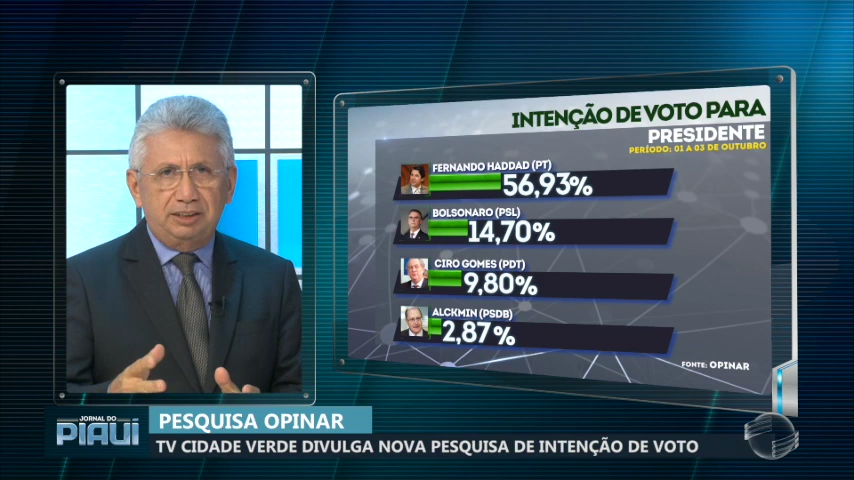 INTENÇÃO DE VOTO PARA
PRESIDENTE
PERÍODO: 01 A 03 DE OUTUBRO
FERNANDO HADDAD (PT)
56,93%
BOLSONARO (PSL)
14,70%
CIRO GOMES (PDT)
9,80%
ALCKMIN (PSDB)
2,87%
FONTE: OPINAR
JORNAL DO
PIAUÍ
PESQUISA OPINAR
TV CIDADE VERDE DIVULGA NOVA PESQUISA DE INTENÇÃO DE VOTO